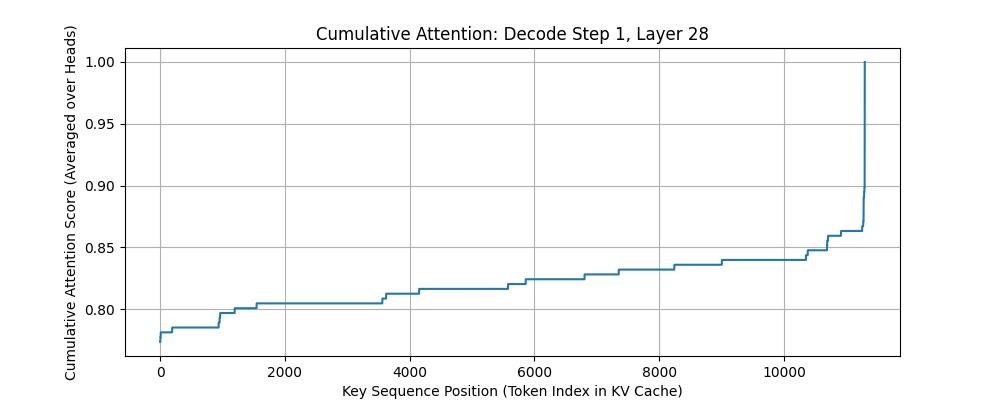 Cumulative Attention: Decode Step 1, Layer 28
Cumulative Attention Score (Averaged over Heads)
1.00
0.95
0.90
0.85
0.80
0 2000 4000 6000 8000 10000
Key Sequence Position (Token Index in KV Cache)